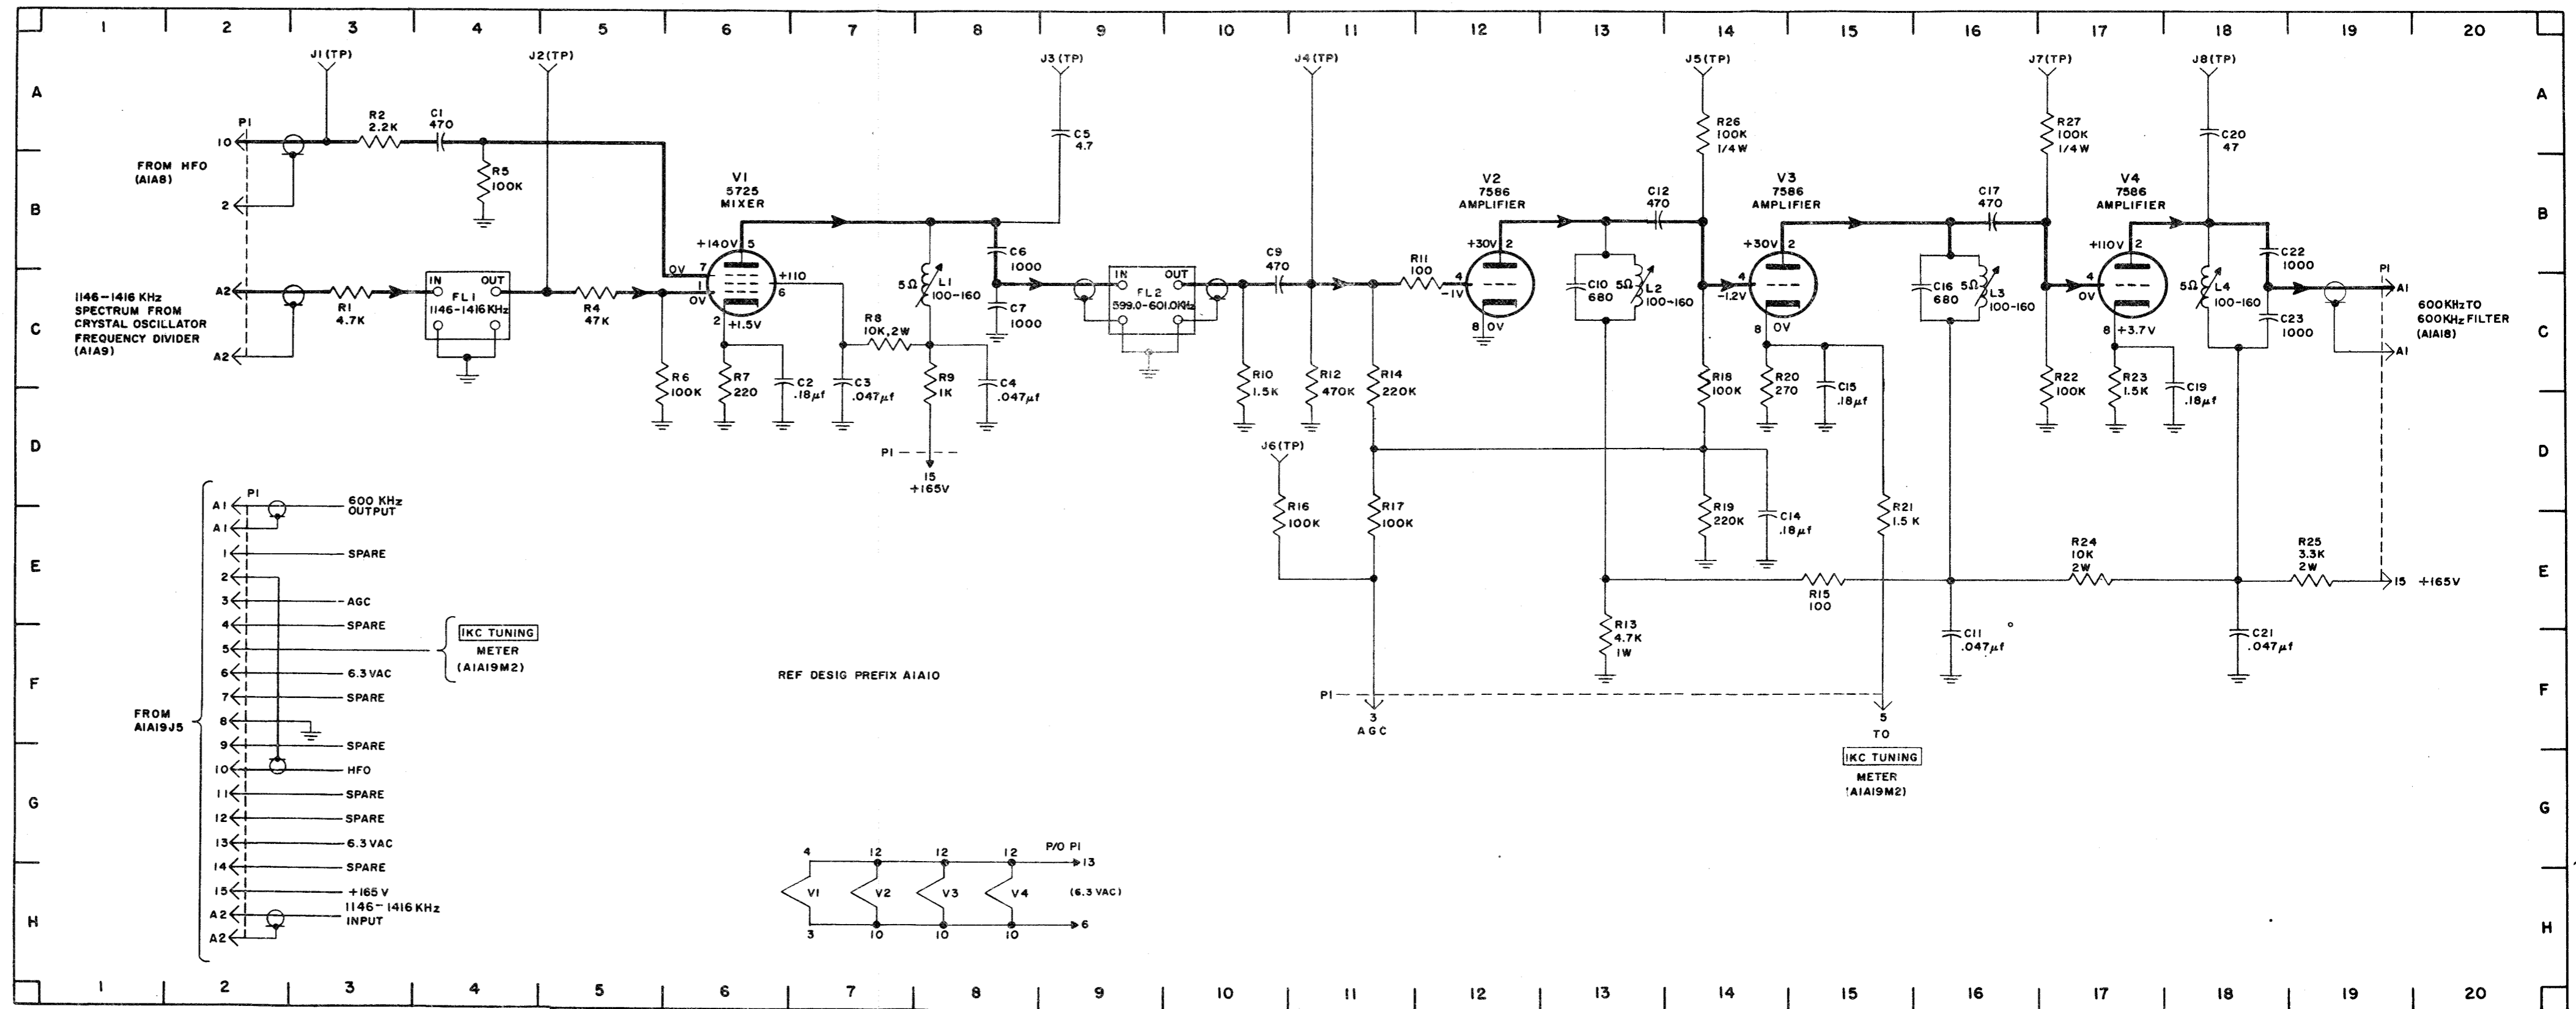 1 2 3 4 5 6 7 8 9 10 11 12 13 14 15 16 17 18 19 20
A
B
C
D
E
F
G
H
J1(TP)
J2(TP)
J3(TP)
J4(TP)
J5(TP)
J7(TP)
J8(TP)
P1
10
FROM HFO
(A1A8)
2
R2
2.2K
C1
470
R5
100K
A2
1146-1416 KHz
SPECTRUM FROM
CRYSTAL OSCILLATOR
FREQUENCY DIVIDER
(A1A9)
A2
R1
4.7K
IN OUT
FL1
1146-1416KHz
R4
47K
V1
5725
MIXER
+140V 5
0V 7
1
0V
+110
6
2
+1.5V
R6
100K
R7
220
C2
.18µf
C3
.047µf
R8
10K,2W
5Ω
L1
100-160
R9
1K
C4
.047µf
P1
15
+165V
C5
4.7
C6
1000
C7
1000
IN OUT
FL2
599.0-601.0KHz
C9
470
R10
1.5K
R12
470K
R14
220K
R11
100
J6(TP)
R16
100K
R17
100K
V2
7586
AMPLIFIER
+30V 2
4
-1V
8 0V
C12
470
C10
680
5Ω
L2
100-160
R26
100K
1/4W
V3
7586
AMPLIFIER
+30V 2
4
-1.2V
8 0V
R18
100K
R20
270
C15
.18µf
R19
220K
C14
.18µf
R21
1.5K
R13
4.7K
1W
R15
100
P1
3
AGC
5
TO
1KC TUNING
METER
(A1A19M2)
C17
470
C16
680
5Ω
L3
100-160
R27
100K
1/4W
V4
7586
AMPLIFIER
+110V 2
4
0V
8 +3.7V
R22
100K
R23
1.5K
C19
.18µf
C20
47
5Ω
L4
100-160
C22
1000
C23
1000
P1
A1
600KHz TO
600KHz FILTER
(A1A18)
A1
R24
10K
2W
R25
3.3K
2W
15 +165V
C11
.047µf
C21
.047µf
FROM
A1A19J5
P1
A1 600 KHz
OUTPUT
A1
1 SPARE
2
3 AGC
4 SPARE
5 1KC TUNING
METER
(A1A19M2)
6 6.3VAC
7 SPARE
8
9 SPARE
10 HFO
11 SPARE
12 SPARE
13 6.3VAC
14 SPARE
15 +165V
A2 1146-1416KHz
INPUT
A2
REF DESIG PREFIX A1A10
4 12 12 12 P/O P1
13
V1 V2 V3 V4 (6.3 VAC)
6
3 10 10 10
A
B
C
D
E
F
G
H
1 2 3 4 5 6 7 8 9 10 11 12 13 14 15 16 17 18 19 20